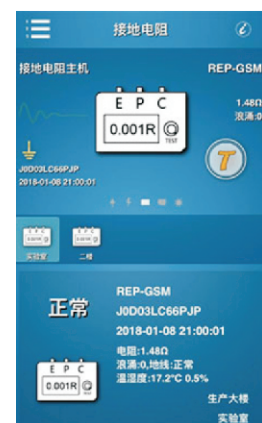 接地电阻
接地电阻主机
REP-GSM
E P C
0.001R
TEST
1.48Ω
浪涌:0
T
J0D03LC66PJP
2018-01-08 21:00:01
实验室
二楼
正常
REP-GSM
J0D03LC66PJP
2018-01-08 21:00:01
电阻:1.48Ω
浪涌:0,地线:正常
温湿度:17.2°C 0.5%
E P C
0.001R
生产大楼
实验室